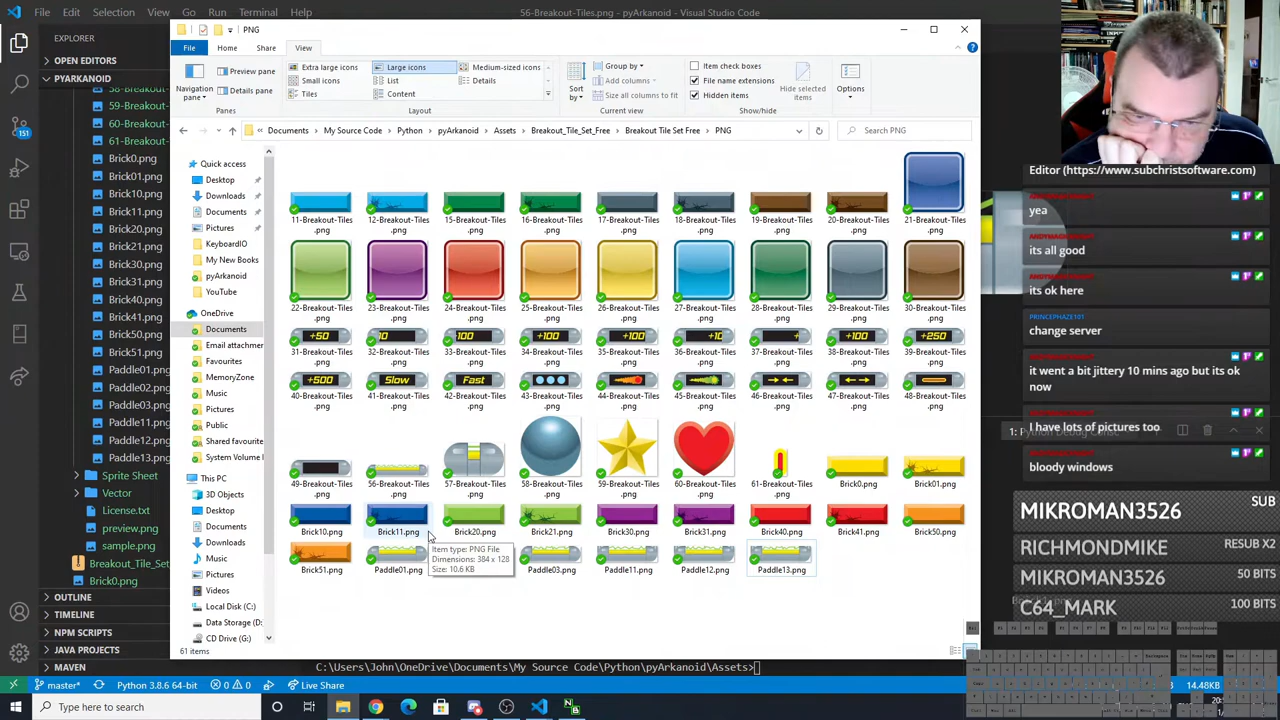 File Edit Selection View Go Run Terminal Help
56-Breakout-Tiles.png - pyArkanoid - Visual Studio Code
PNG
File Home Share View
Navigation pane
Preview pane
Details pane
Panes
Extra large icons Large icons Medium-sized icons
Small icons List Details
Tiles Content
Layout
Sort by
Group by
Add columns
Size all columns to fit
Current view
Item check boxes
File name extensions
Hidden items
Hide selected items
Show/hide
Options
« Documents > My Source Code > Python > pyArkanoid > Assets > Breakout_Tile_Set_Free > Breakout Tile Set Free > PNG
Search PNG
EXPLORER
OPEN EDITORS
PYARKANOID
59-Breakout
60-Breakout
61-Breakout
Brick0.png
Brick01.png
Brick10.png
Brick11.png
Brick20.png
Brick21.png
Brick30.png
Brick31.png
Brick40.png
Brick41.png
Brick50.png
Brick51.png
Paddle01.png
Paddle02.png
Paddle03.png
Paddle11.png
Paddle12.png
Paddle13.png
Sprite Sheet
Vector
License.txt
preview.png
sample.png
Breakout_Tile_Set
Brick0.png
OUTLINE
TIMELINE
NPM SCRIPTS
JAVA PROJECTS
MAVEN
151
Quick access
Desktop
Downloads
Documents
Pictures
KeyboardIO
My New Books
pyArkanoid
YouTube
OneDrive
Documents
Email attachmer
Favourites
MemoryZone
Music
Pictures
Public
Shared favourite
System Volume I
This PC
3D Objects
Desktop
Documents
Downloads
Music
Pictures
Videos
Local Disk (C:)
Data Storage (D:
CD Drive (G:)
61 items
11-Breakout-Tiles.png 12-Breakout-Tiles.png 15-Breakout-Tiles.png 16-Breakout-Tiles.png 17-Breakout-Tiles.png 18-Breakout-Tiles.png 19-Breakout-Tiles.png 20-Breakout-Tiles.png 21-Breakout-Tiles.png
22-Breakout-Tiles.png 23-Breakout-Tiles.png 24-Breakout-Tiles.png 25-Breakout-Tiles.png 26-Breakout-Tiles.png 27-Breakout-Tiles.png 28-Breakout-Tiles.png 29-Breakout-Tiles.png 30-Breakout-Tiles.png
+50 +100 +100 +100 +250
31-Breakout-Tiles.png 32-Breakout-Tiles.png 33-Breakout-Tiles.png 34-Breakout-Tiles.png 35-Breakout-Tiles.png 36-Breakout-Tiles.png 37-Breakout-Tiles.png 38-Breakout-Tiles.png 39-Breakout-Tiles.png
+500 Slow Fast
40-Breakout-Tiles.png 41-Breakout-Tiles.png 42-Breakout-Tiles.png 43-Breakout-Tiles.png 44-Breakout-Tiles.png 45-Breakout-Tiles.png 46-Breakout-Tiles.png 47-Breakout-Tiles.png 48-Breakout-Tiles.png
49-Breakout-Tiles.png 56-Breakout-Tiles.png 57-Breakout-Tiles.png 58-Breakout-Tiles.png 59-Breakout-Tiles.png 60-Breakout-Tiles.png 61-Breakout-Tiles.png Brick0.png Brick01.png
Brick10.png Brick11.png Brick20.png Brick21.png Brick30.png Brick31.png Brick40.png Brick41.png Brick50.png
Brick51.png Paddle01.png Paddle03.png Paddle11.png Paddle12.png Paddle13.png
Item type: PNG File
Dimensions: 384 x 128
Size: 10.6 KB
Editor (https://www.subchristsoftware.com)
yea
its all good
its ok here
PRINCEPHAZE101
change server
it went a bit jittery 10 mins ago but its ok now
I have lots of pictures too
bloody windows
1: Python Debug Consc
MIKROMAN3526 SUB
RICHMONDMIKE RESUB X2
MIKROMAN3526 50 BITS
C64_MARK 100 BITS
C:\Users\John\OneDrive\Documents\My Source Code\Python\pyArkanoid\Assets>
master* Python 3.8.6 64-bit 0 0 Live Share 14.48KB
Type here to search